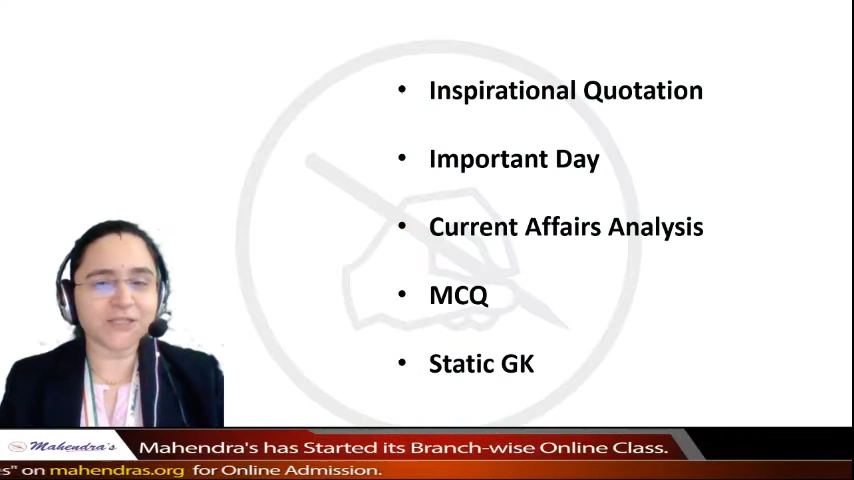 • Inspirational Quotation
• Important Day
• Current Affairs Analysis
• MCQ
• Static GK
Mahendra's
Mahendra's has Started its Branch-wise Online Class.
s" on mahendras.org for Online Admission.